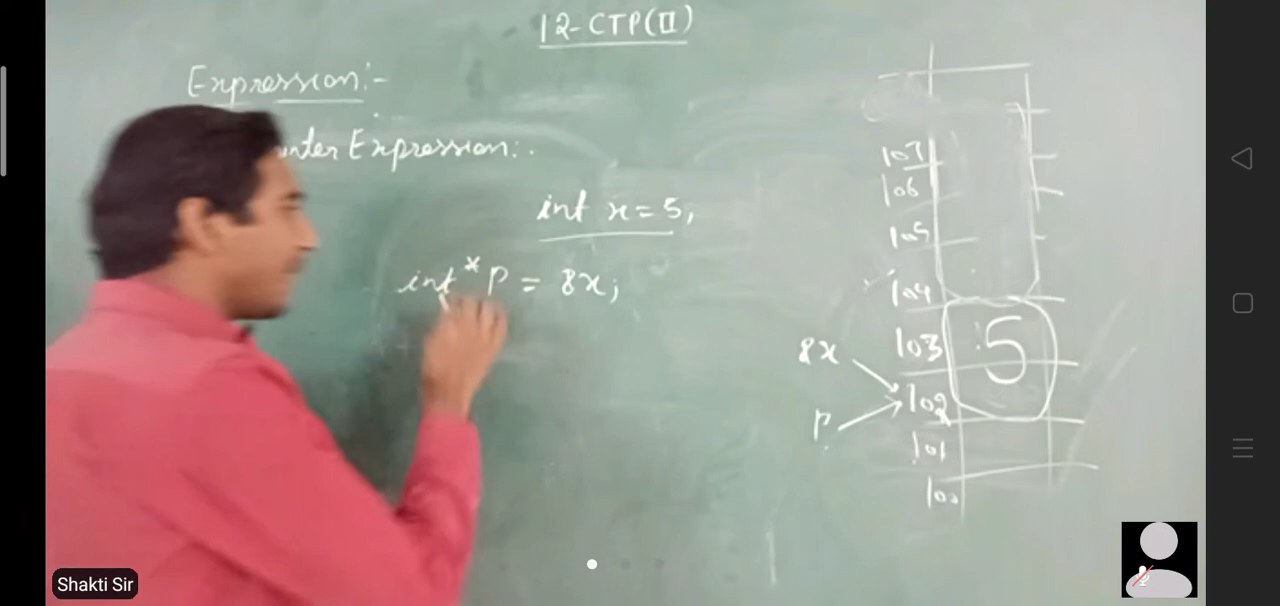 12-CTP(II)
Expression:-
Expression:.
int x = 5,
int *p = &x;
107
106
105
104
103
5
&x
102
p
101
100
Shakti Sir